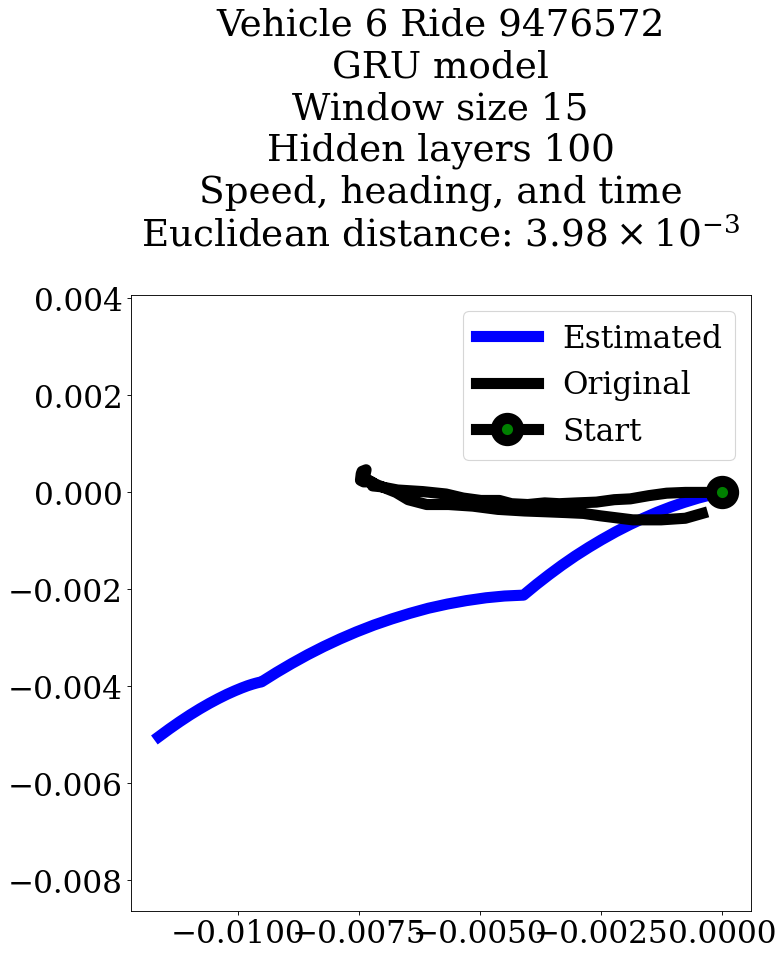 Vehicle 6 Ride 9476572
GRU model
Window size 15
Hidden layers 100
Speed, heading, and time
Euclidean distance: 3.98 × 10⁻³
Estimated
Original
Start
0.004
0.002
0.000
−0.002
−0.004
−0.006
−0.008
−0.0100 −0.0075 −0.0050 −0.0025 0.0000